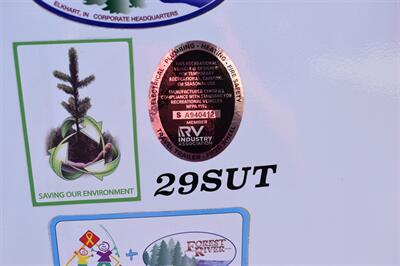 ELKHART, IN CORPORATE HEADQUARTERS
ELECTRICAL - PLUMBING - HEATING - FIRE SAFETY
THIS RECREATIONAL
VEHICLE IS DESIGNED
FOR TEMPORARY
RECREATIONAL, CAMPING,
OR SEASONAL USE
MANUFACTURER CERTIFIES
COMPLIANCE WITH STANDARD FOR
RECREATIONAL VEHICLES
NFPA 1192
S A940412
MEMBER
RV INDUSTRY
ASSOCIATION
SAVING OUR ENVIRONMENT
29SUT
FOREST
RIVER